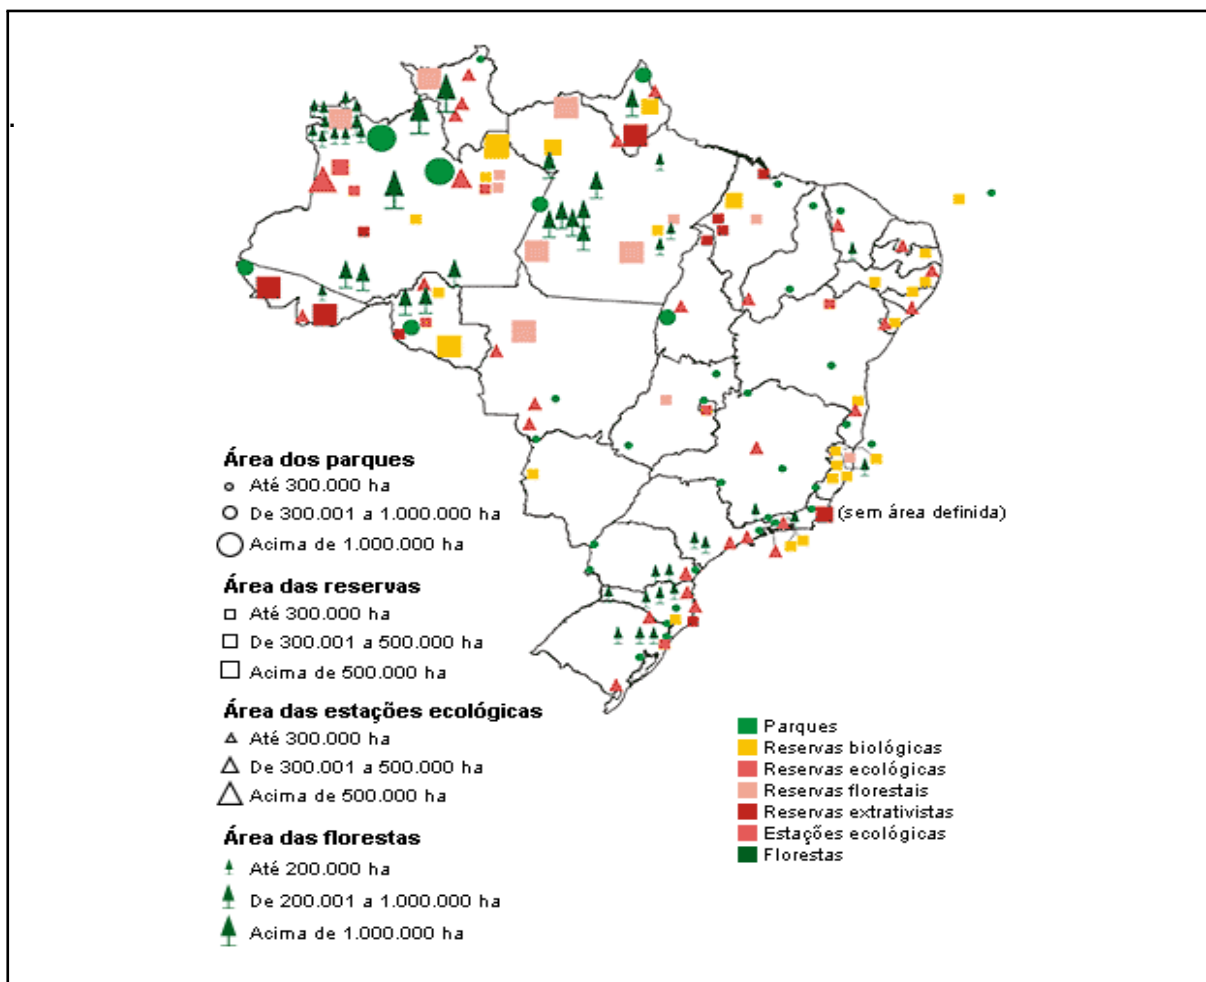 (sem área definida)
Área dos parques
Até 300.000 ha
De 300.001 a 1.000.000 ha
Acima de 1.000.000 ha
Área das reservas
Até 300.000 ha
De 300.001 a 500.000 ha
Acima de 500.000 ha
Área das estações ecológicas
Até 300.000 ha
De 300.001 a 500.000 ha
Acima de 500.000 ha
Área das florestas
Até 200.000 ha
De 200.001 a 1.000.000 ha
Acima de 1.000.000 ha
Parques
Reservas biológicas
Reservas ecológicas
Reservas florestais
Reservas extrativistas
Estações ecológicas
Florestas